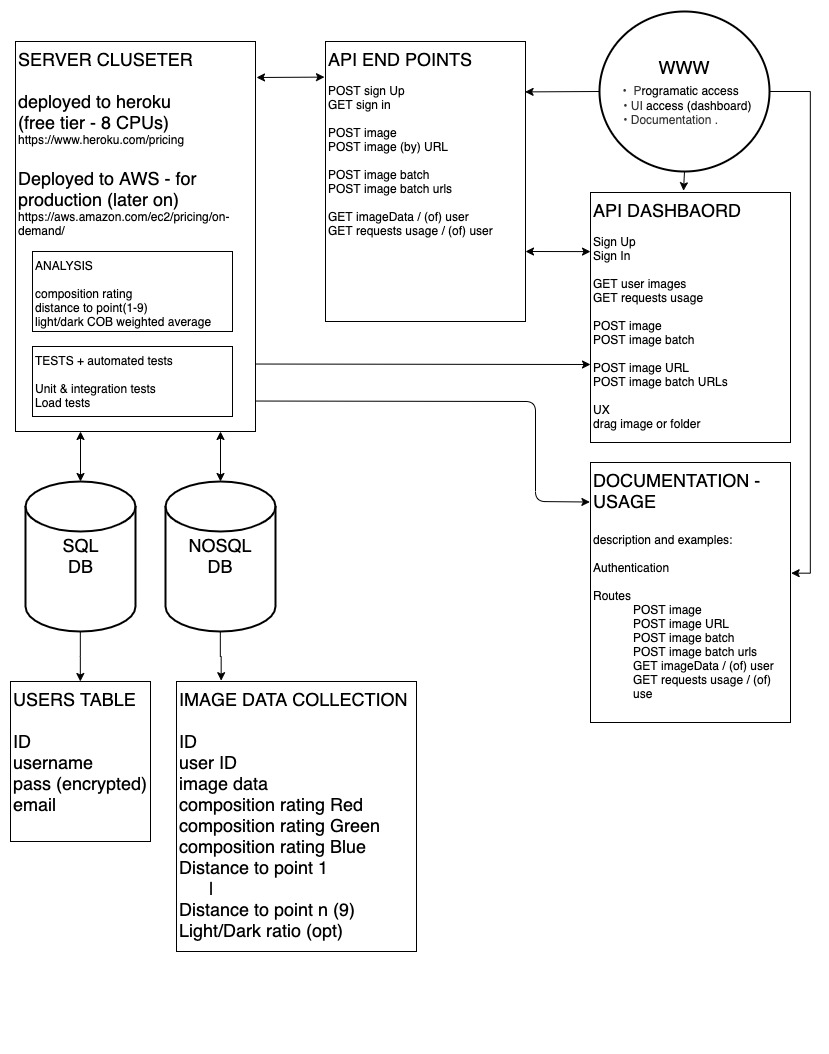 SERVER CLUSETER
deployed to heroku
(free tier - 8 CPUs)
https://www.heroku.com/pricing
Deployed to AWS - for
production (later on)
https://aws.amazon.com/ec2/pricing/on-
demand/
ANALYSIS
composition rating
distance to point(1-9)
light/dark COB weighted average
TESTS + automated tests
Unit & integration tests
Load tests
API END POINTS
POST sign Up
GET sign in
POST image
POST image (by) URL
POST image batch
POST image batch urls
GET imageData / (of) user
GET requests usage / (of) user
WWW
• Programatic access
• UI access (dashboard)
• Documentation .
API DASHBAORD
Sign Up
Sign In
GET user images
GET requests usage
POST image
POST image batch
POST image URL
POST image batch URLs
UX
drag image or folder
DOCUMENTATION -
USAGE
description and examples:
Authentication
Routes
POST image
POST image URL
POST image batch
POST image batch urls
GET imageData / (of) user
GET requests usage / (of)
use
SQL
DB
NOSQL
DB
USERS TABLE
ID
username
pass (encrypted)
email
IMAGE DATA COLLECTION
ID
user ID
image data
composition rating Red
composition rating Green
composition rating Blue
Distance to point 1
|
Distance to point n (9)
Light/Dark ratio (opt)